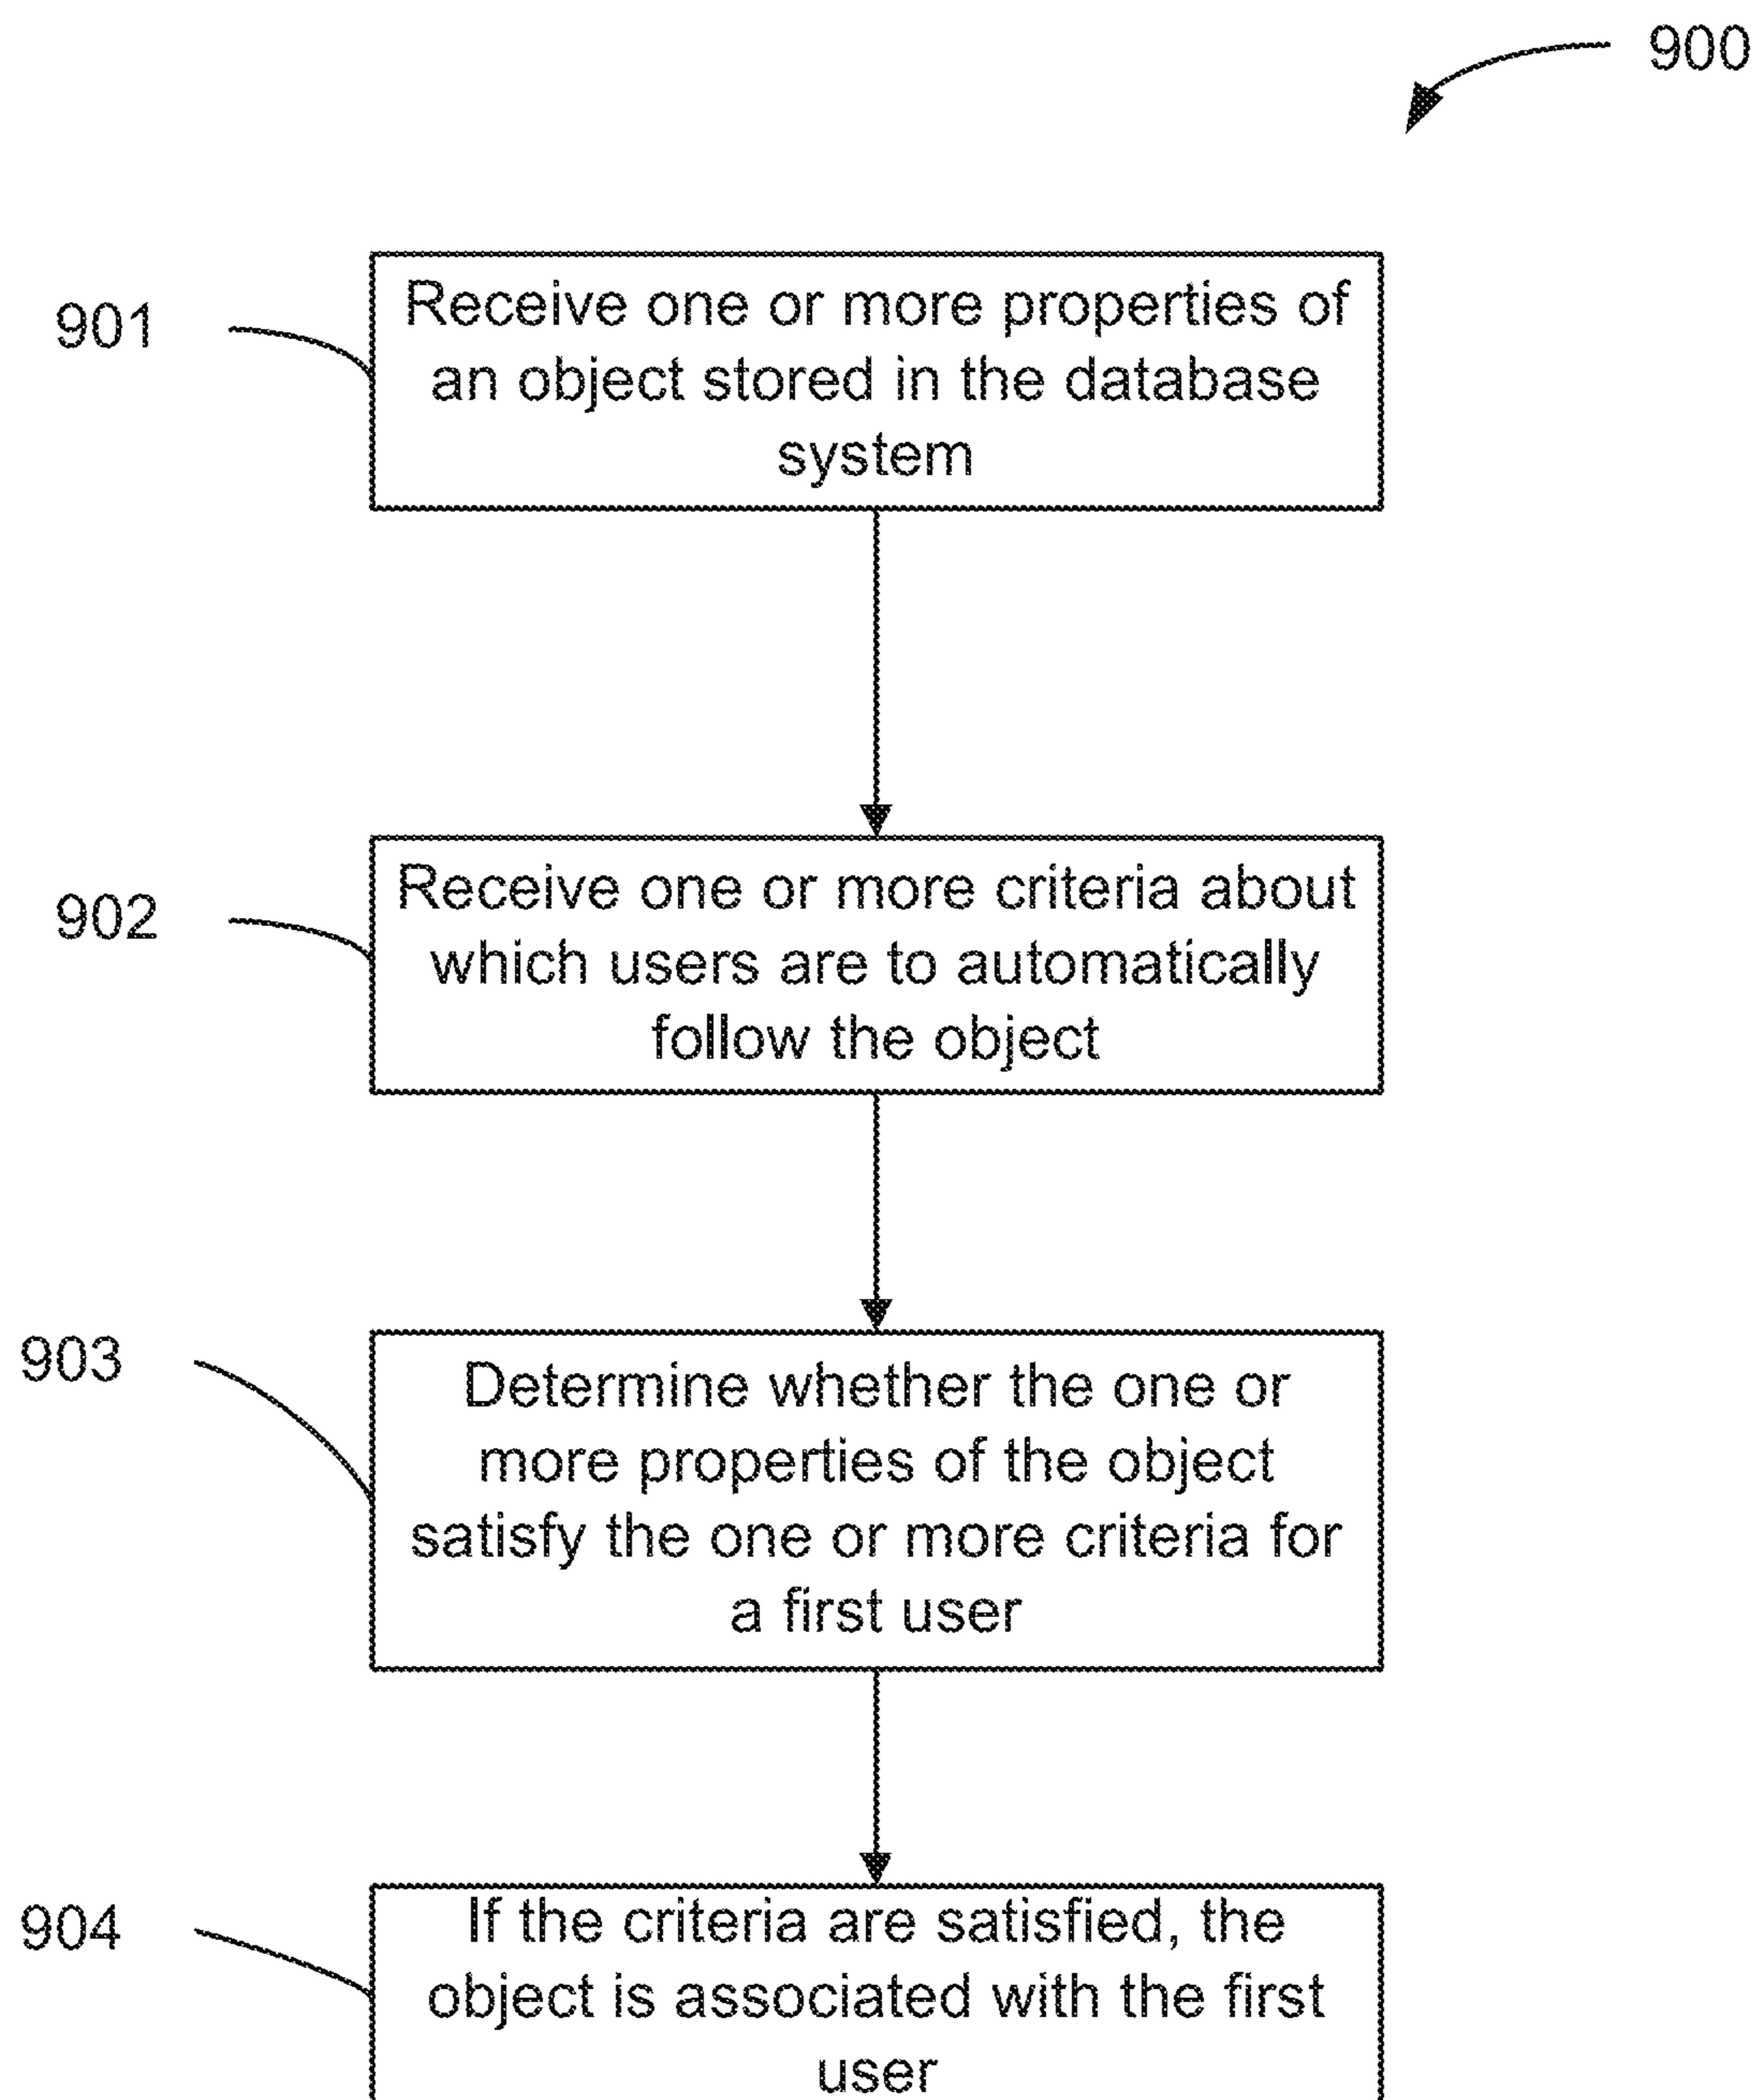 900
901
Receive one or more properties of
an object stored in the database
system
902
Receive one or more criteria about
which users are to automatically
follow the object
903
Determine whether the one or
more properties of the object
satisfy the one or more criteria for
a first user
904
If the criteria are satisfied, the
object is associated with the first
user